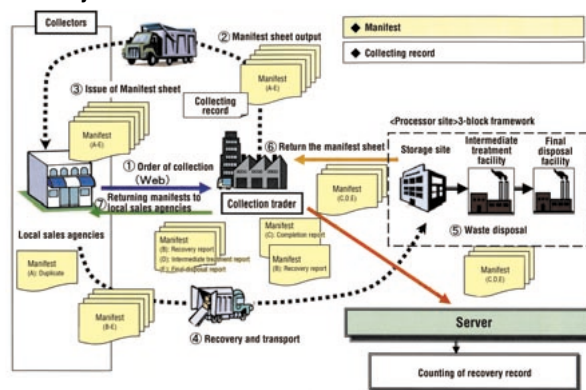 Collectors
② Manifest sheet output
◆ Manifest
◆ Collecting record
③ Issue of Manifest sheet
Manifest
(A-E)
Collecting
record
Manifest
(A-E)
<Processor site>3-block framework
Storage site
Intermediate
treatment
facility
Final
disposal
facility
① Order of collection
(Web)
⑥ Return the manifest sheet
⑦
Returning manifests to
local sales agencies
Collection trader
Manifest
(C,D,E)
⑤ Waste disposal
Local sales agencies
Manifest
(A): Duplicate
Manifest
(B): Recovery report
(D): Intermediate treatment report
(E): Final-disposal report
Manifest
(C): Completion report
Manifest
(B): Recovery report
Manifest
(C,D,E)
Manifest
(B-E)
④ Recovery and transport
Server
Counting of recovery record